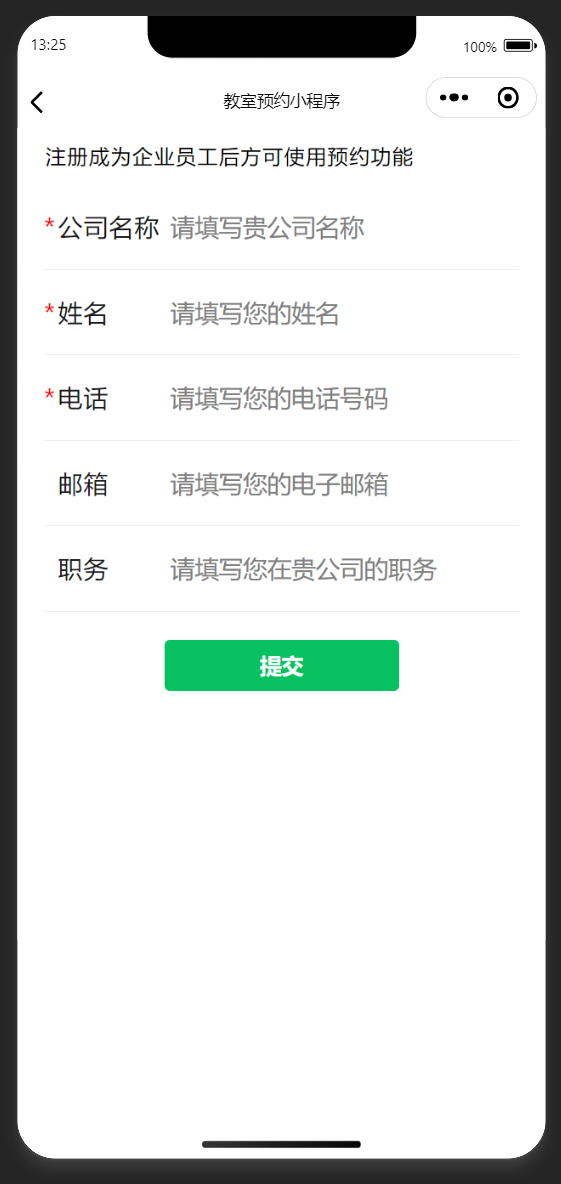 13:25
100%
教室预约小程序
注册成为企业员工后方可使用预约功能
*公司名称 请填写贵公司名称
*姓名 请填写您的姓名
*电话 请填写您的电话号码
邮箱 请填写您的电子邮箱
职务 请填写您在贵公司的职务
提交